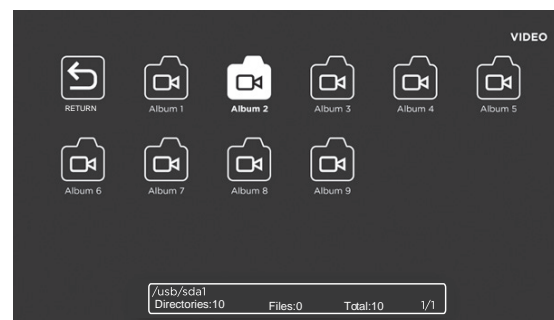 VIDEO
RETURN Album 1 Album 2 Album 3 Album 4 Album 5
Album 6 Album 7 Album 8 Album 9
/usb/sda1
Directories:10 Files:0 Total:10 1/1